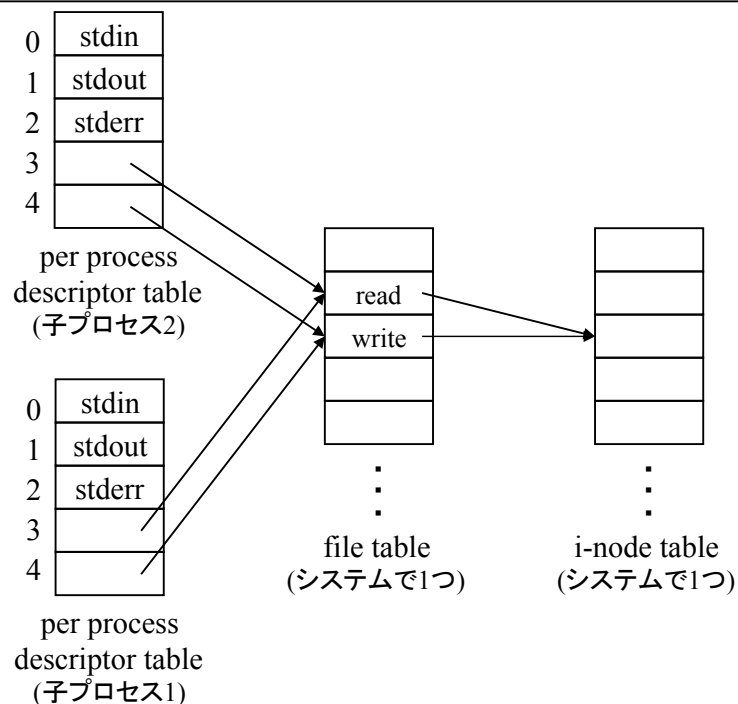 0 stdin
1 stdout
2 stderr
3
4
per process
descriptor table
(子プロセス2)
0 stdin
1 stdout
2 stderr
3
4
per process
descriptor table
(子プロセス1)
read
write
file table
(システムで1つ)
i-node table
(システムで1つ)